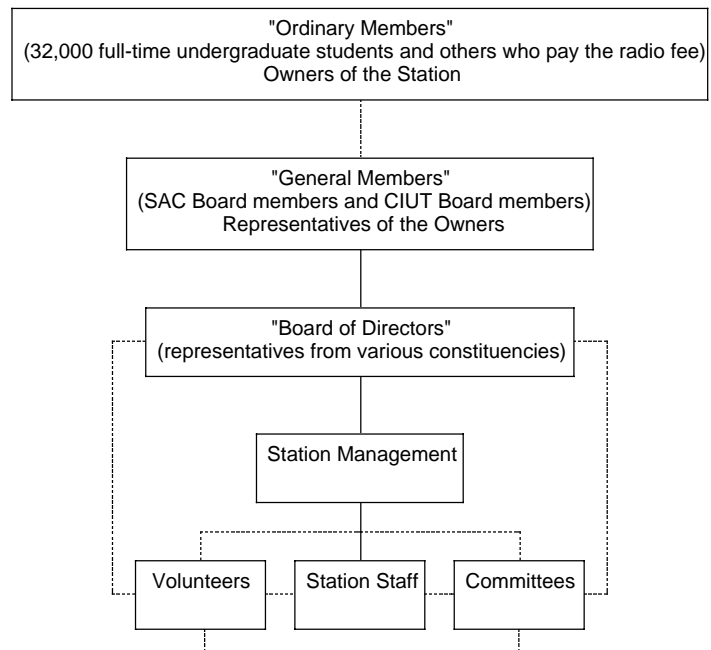 "Ordinary Members"
(32,000 full-time undergraduate students and others who pay the radio fee)
Owners of the Station
"General Members"
(SAC Board members and CIUT Board members)
Representatives of the Owners
"Board of Directors"
(representatives from various constituencies)
Station Management
Volunteers
Station Staff
Committees